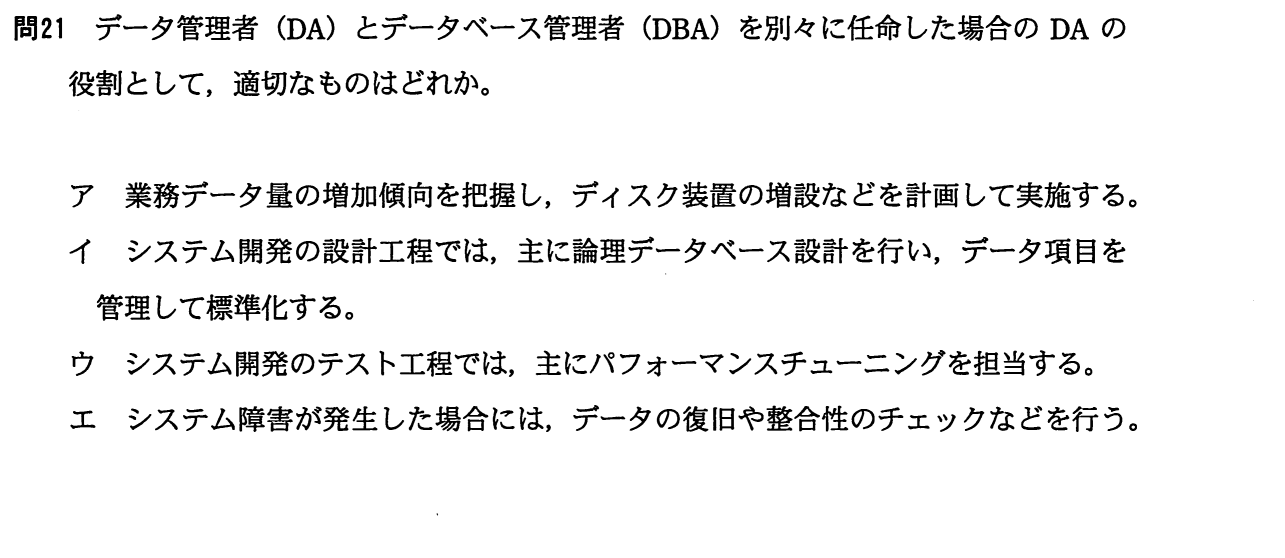 問21 データ管理者(DA)とデータベース管理者(DBA)を別々に任命した場合の DA の
役割として,適切なものはどれか。
ア 業務データ量の増加傾向を把握し,ディスク装置の増設などを計画して実施する。
イ システム開発の設計工程では,主に論理データベース設計を行い,データ項目を
管理して標準化する。
ウ システム開発のテスト工程では,主にパフォーマンスチューニングを担当する。
エ システム障害が発生した場合には,データの復旧や整合性のチェックなどを行う。